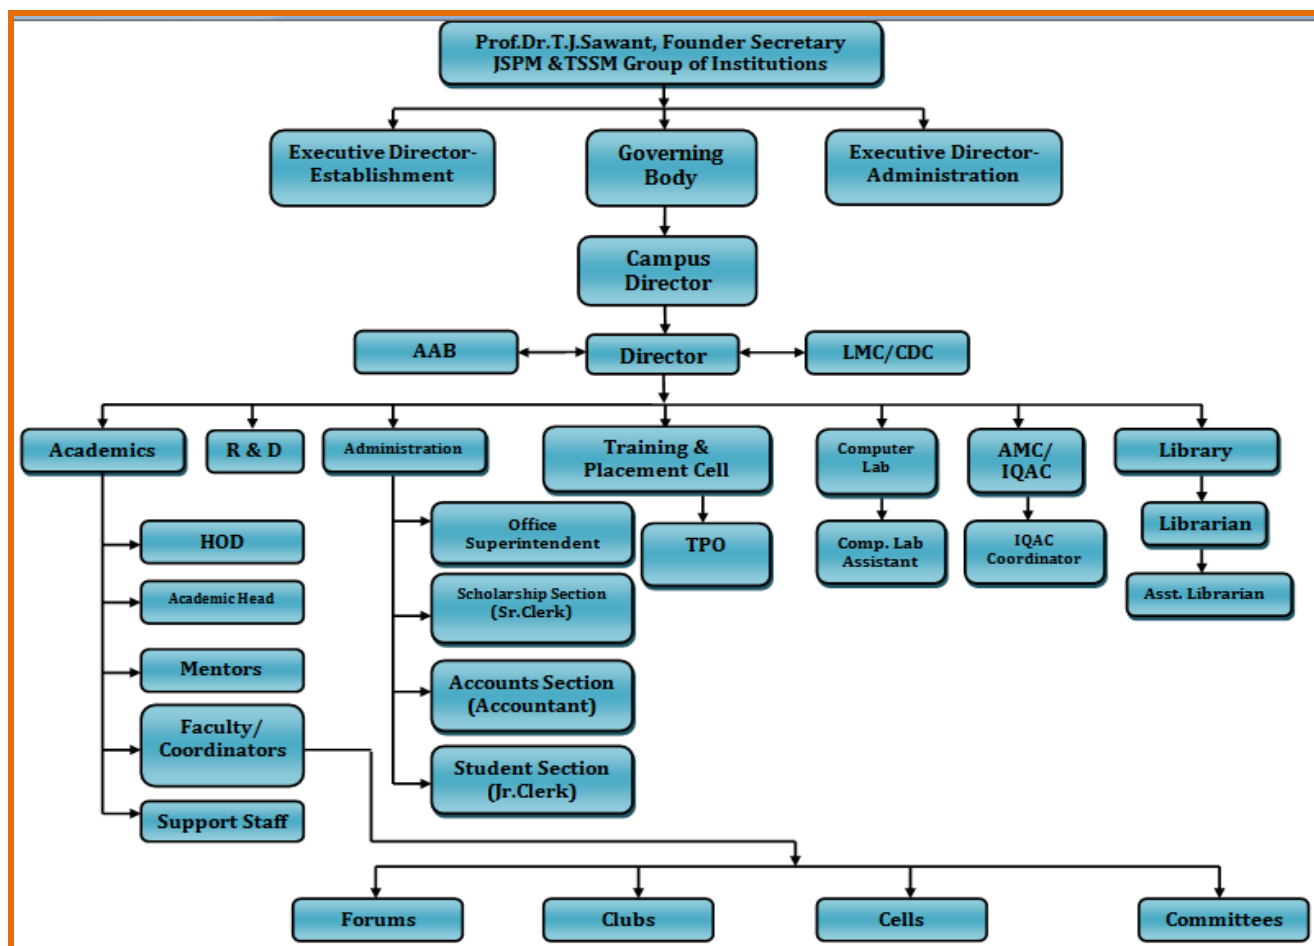 Prof.Dr.T.J.Sawant, Founder Secretary
JSPM &TSSM Group of Institutions
Executive Director-
Establishment
Governing
Body
Executive Director-
Administration
Campus
Director
AAB
Director
LMC/CDC
Academics
R & D
Administration
Training &
Placement Cell
Computer
Lab
AMC/
IQAC
Library
HOD
Academic Head
Mentors
Faculty/
Coordinators
Support Staff
Office
Superintendent
Scholarship Section
(Sr.Clerk)
Accounts Section
(Accountant)
Student Section
(Jr.Clerk)
TPO
Comp. Lab
Assistant
IQAC
Coordinator
Librarian
Asst. Librarian
Forums
Clubs
Cells
Committees